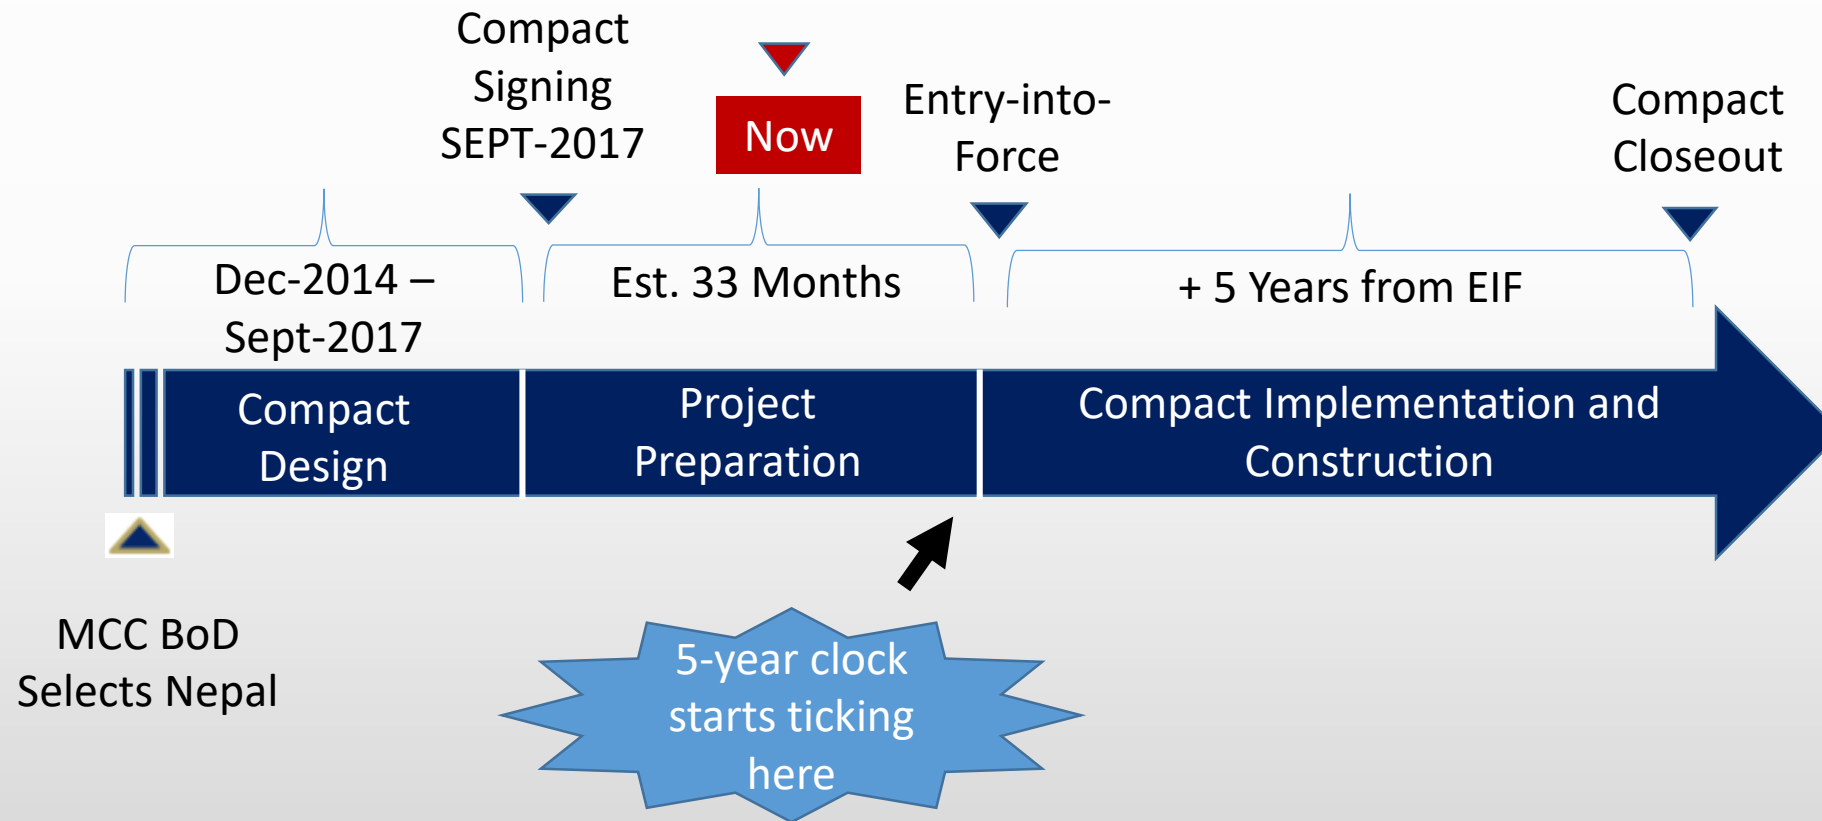 Compact
Signing
SEPT-2017
Now
Entry-into-
Force
Compact
Closeout
Dec-2014 –
Sept-2017
Est. 33 Months
+ 5 Years from EIF
Compact
Design
Project
Preparation
Compact Implementation and
Construction
MCC BoD
Selects Nepal
5-year clock
starts ticking
here